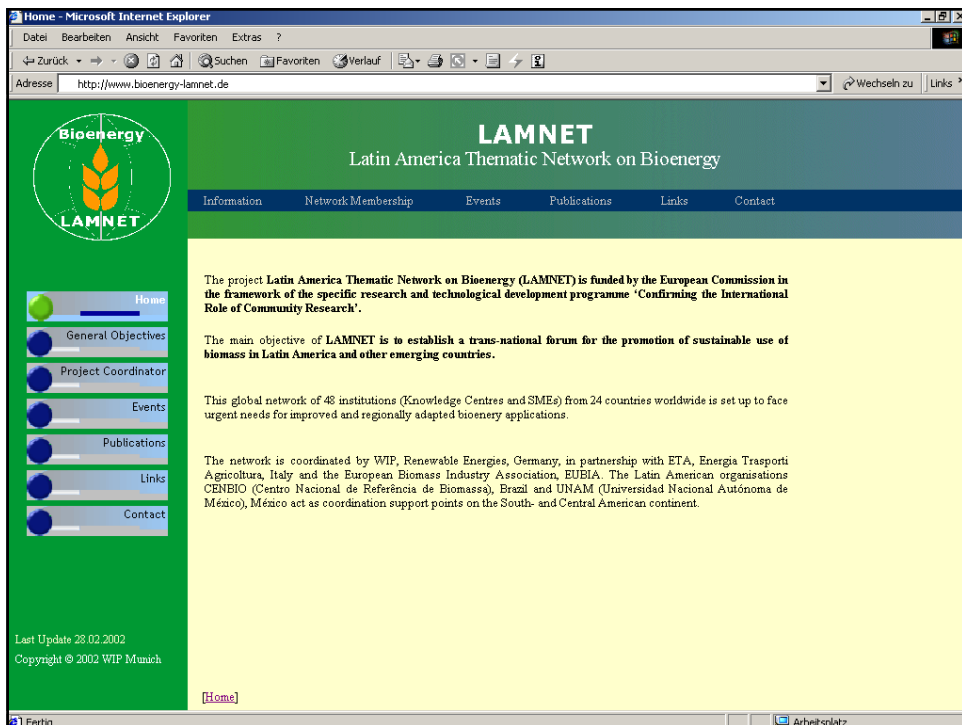 Home - Microsoft Internet Explorer
Datei Bearbeiten Ansicht Favoriten Extras ?
Zurück Suchen Favoriten Verlauf
Adresse http://www.bioenergy-lamnet.de Wechseln zu Links
Bioenergy
LAMNET
LAMNET
Latin America Thematic Network on Bioenergy
Information Network Membership Events Publications Links Contact
Home
General Objectives
Project Coordinator
Events
Publications
Links
Contact
Last Update 28.02.2002
Copyright © 2002 WIP Munich
The project Latin America Thematic Network on Bioenergy (LAMNET) is funded by the European Commission in
the framework of the specific research and technological development programme ‘Confirming the International
Role of Community Research’.
The main objective of LAMNET is to establish a trans-national forum for the promotion of sustainable use of
biomass in Latin America and other emerging countries.
This global network of 48 institutions (Knowledge Centres and SMEs) from 24 countries worldwide is set up to face
urgent needs for improved and regionally adapted bioenery applications.
The network is coordinated by WIP, Renewable Energies, Germany, in partnership with ETA, Energia Trasporti
Agricoltura, Italy and the European Biomass Industry Association, EUBIA. The Latin American organisations
CENBIO (Centro Nacional de Referência de Biomassa), Brazil and UNAM (Universidad Nacional Autónoma de
México), México act as coordination support points on the South- and Central American continent.
[Home]
Fertig Arbeitsplatz